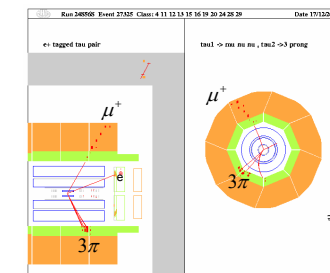 Run 248568 Event 27325 Class: 4 11 12 13 15 16 19 20 24 28 29 Date 17/12/20
e+ tagged tau pair
tau1 -> mu nu nu , tau2 ->3 prong
μ+
μ+
e
3π
3π